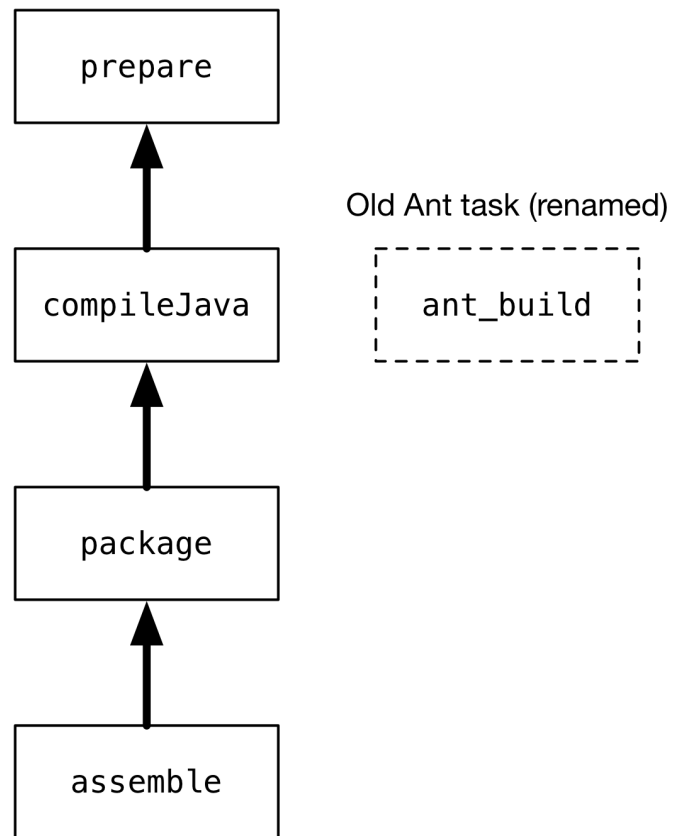 prepare
Old Ant task (renamed)
compileJava
ant_build
package
assemble